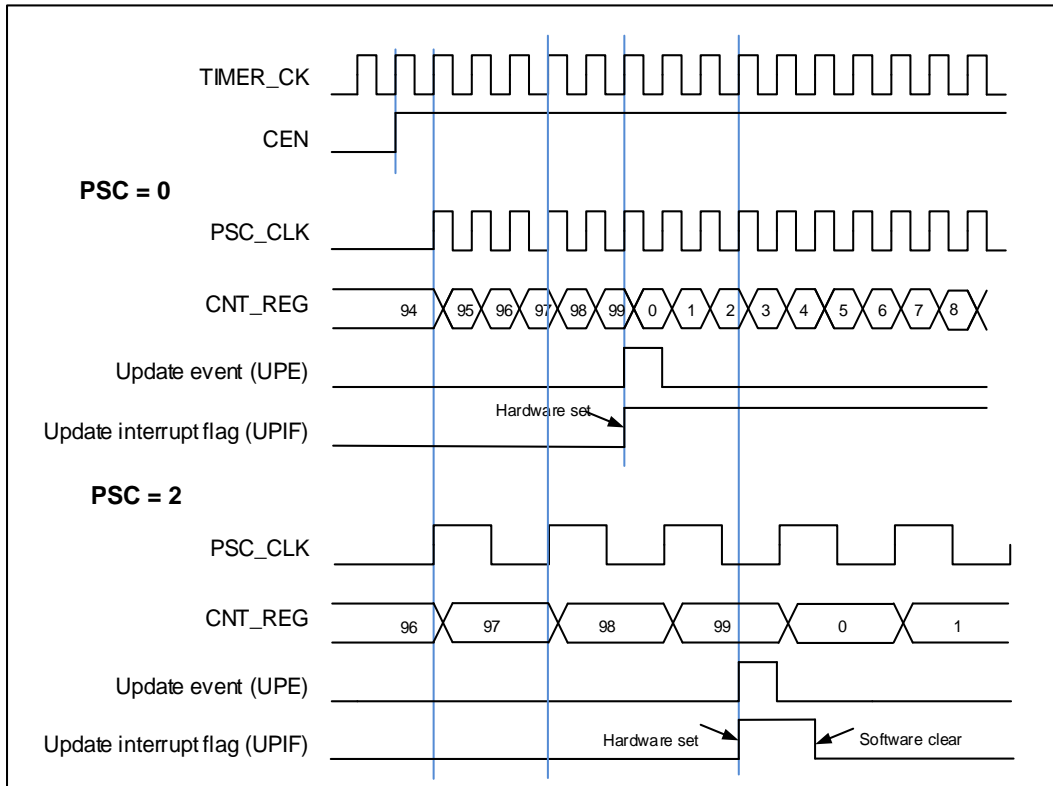 TIMER_CK
CEN
PSC = 0
PSC_CLK
CNT_REG 94 95 96 97 98 99 0 1 2 3 4 5 6 7 8
Update event (UPE)
Hardware set
Update interrupt flag (UPIF)
PSC = 2
PSC_CLK
CNT_REG 96 97 98 99 0 1
Update event (UPE)
Update interrupt flag (UPIF) Hardware set Software clear